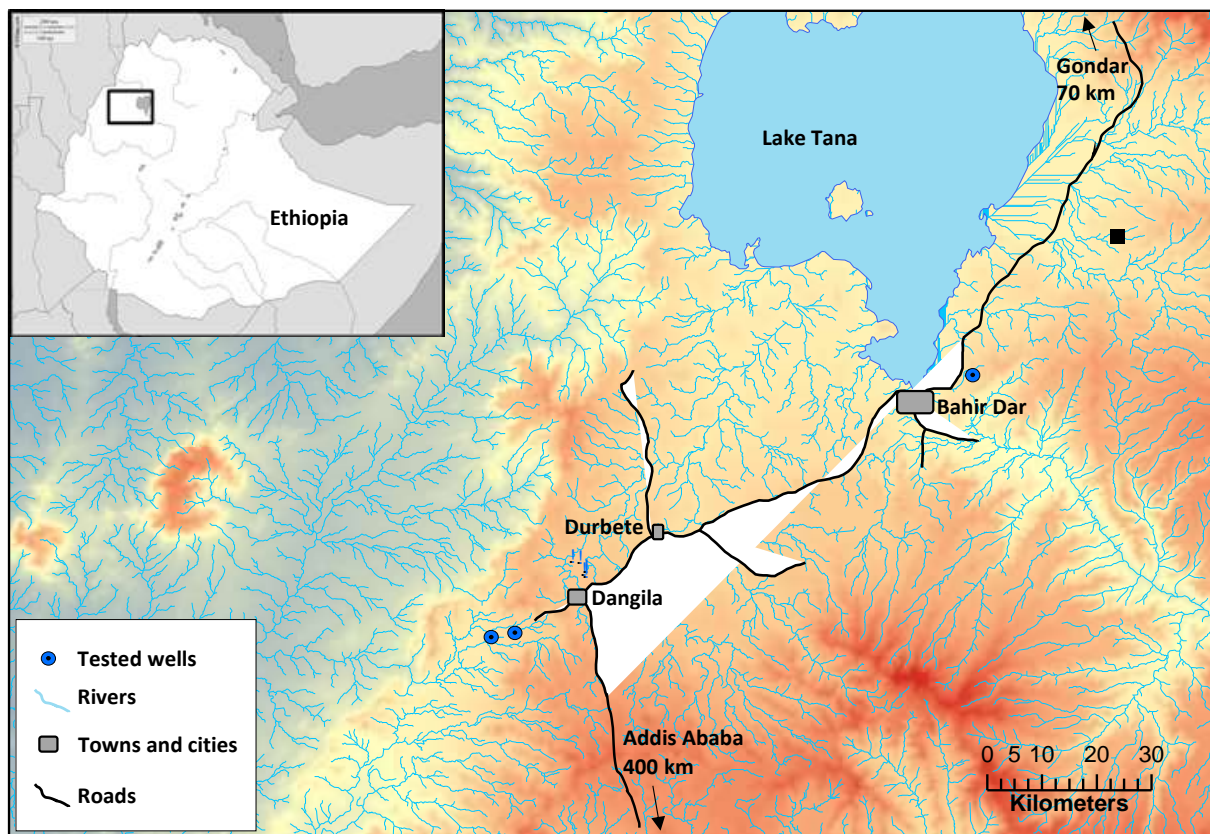 Ethiopia
Gondar
70 km
Lake Tana
Bahir Dar
Durbete
Dangila
Addis Ababa
400 km
Tested wells
Rivers
Towns and cities
Roads
0 5 10 20 30
Kilometers